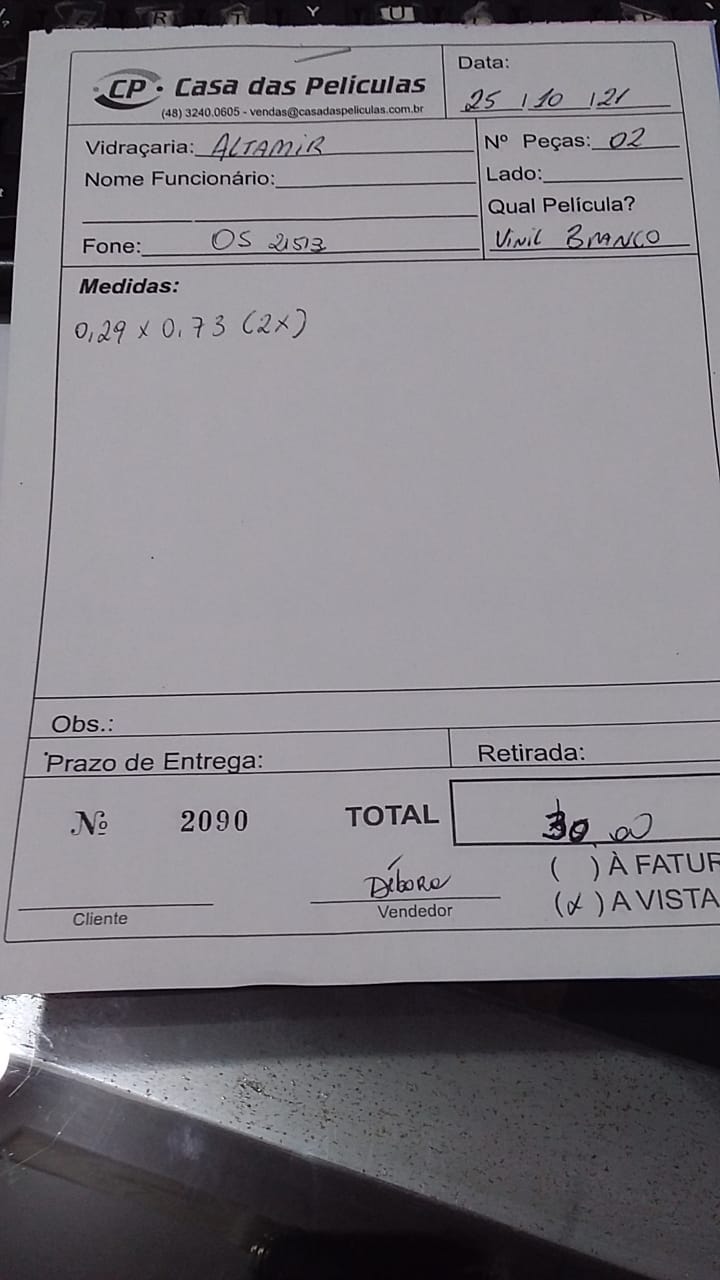 CP. Casa das Películas
(48) 3240.0605 - vendas@casadaspeliculas.com.br
Data:
25 / 10 / 21
Vidraçaria: ALTAMIR
Nº Peças: 02
Nome Funcionário:
Lado:
Qual Película?
Fone: OS 2153
VINIL BRANCO
Medidas:
0,29 x 0,73 (2x)
Obs.:
Prazo de Entrega:
Retirada:
Nº 2090
TOTAL
30,00
( ) À FATUR
Débora
(x) A VISTA
Cliente
Vendedor